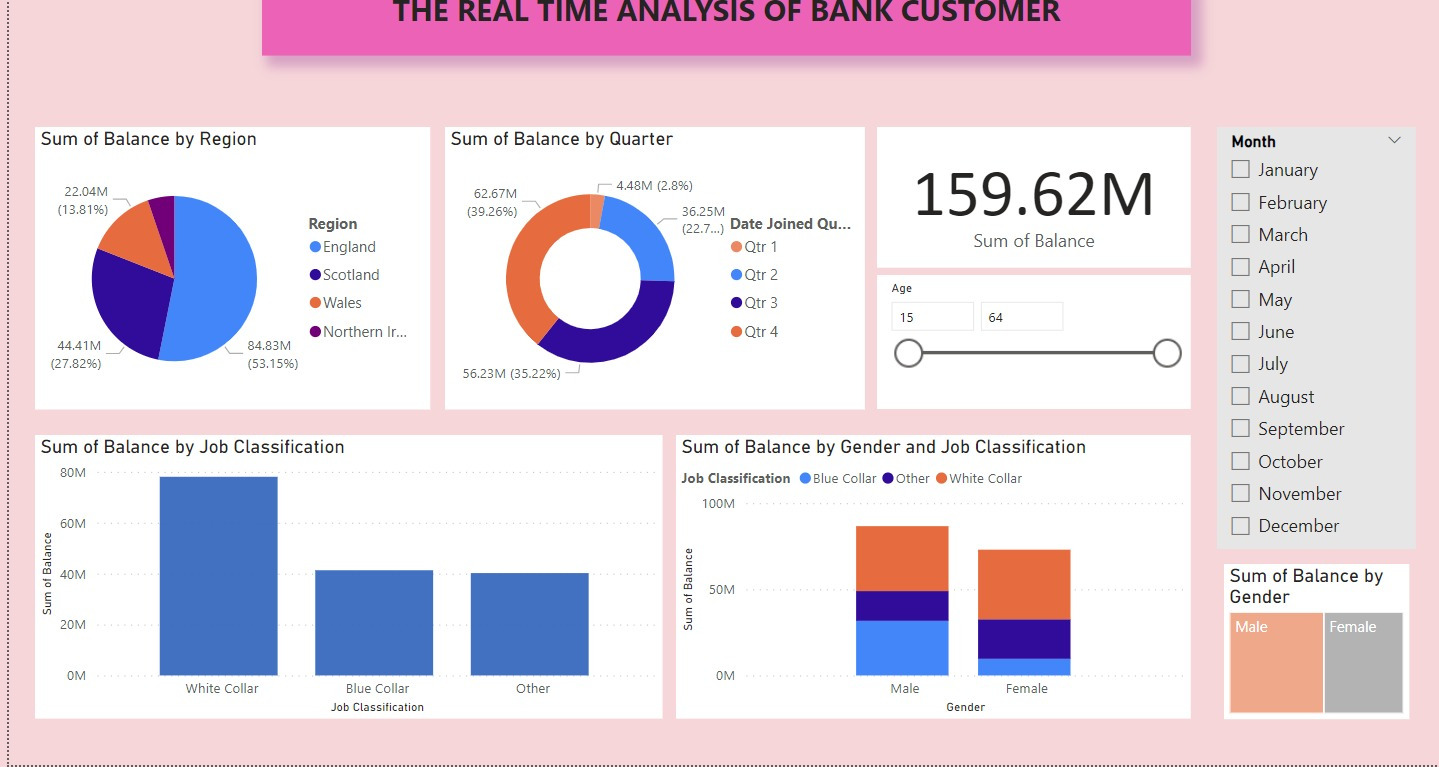 THE REAL TIME ANALYSIS OF BANK CUSTOMER
Sum of Balance by Region
22.04M
(13.81%)
44.41M
(27.82%)
84.83M
(53.15%)
Region
England
Scotland
Wales
Northern Ir...
Sum of Balance by Quarter
62.67M
(39.26%)
4.48M (2.8%)
36.25M
(22.7...)
56.23M (35.22%)
Date Joined Qu...
Qtr 1
Qtr 2
Qtr 3
Qtr 4
159.62M
Sum of Balance
Age
15
64
Month
January
February
March
April
May
June
July
August
September
October
November
December
Sum of Balance by Job Classification
Sum of Balance
80M
60M
40M
20M
0M
White Collar
Blue Collar
Other
Job Classification
Sum of Balance by Gender and Job Classification
Job Classification Blue Collar Other White Collar
Sum of Balance
100M
50M
0M
Male
Female
Gender
Sum of Balance by
Gender
Male
Female